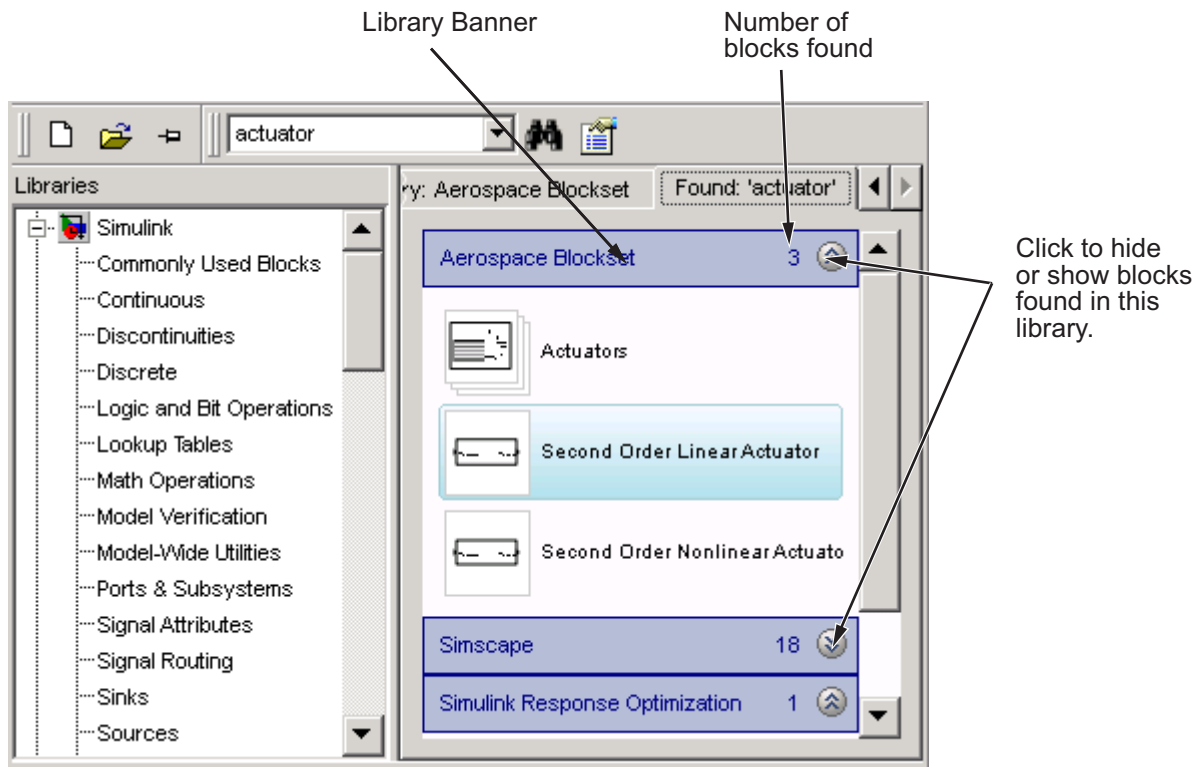 Library Banner
Number of
blocks found
actuator
Libraries
ry: Aerospace Blockset
Found: 'actuator'
Simulink
Commonly Used Blocks
Continuous
Discontinuities
Discrete
Logic and Bit Operations
Lookup Tables
Math Operations
Model Verification
Model-Wide Utilities
Ports & Subsystems
Signal Attributes
Signal Routing
Sinks
Sources
Aerospace Blockset 3
Actuators
Second Order Linear Actuator
Second Order Nonlinear Actuato
Simscape 18
Simulink Response Optimization 1
Click to hide
or show blocks
found in this
library.